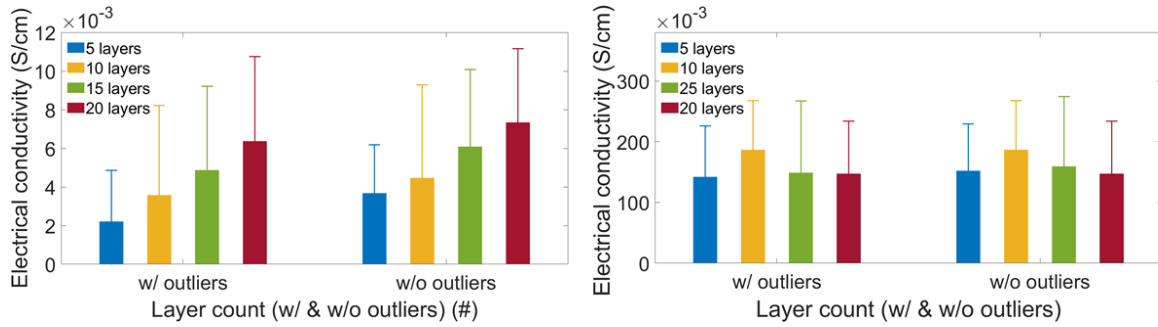 ×10⁻³
Electrical conductivity (S/cm)
12
10
8
6
4
2
0
5 layers
10 layers
15 layers
20 layers
w/ outliers
w/o outliers
Layer count (w/ & w/o outliers) (#)
×10⁻³
Electrical conductivity (S/cm)
300
200
100
0
5 layers
10 layers
25 layers
20 layers
w/ outliers
w/o outliers
Layer count (w/ & w/o outliers)